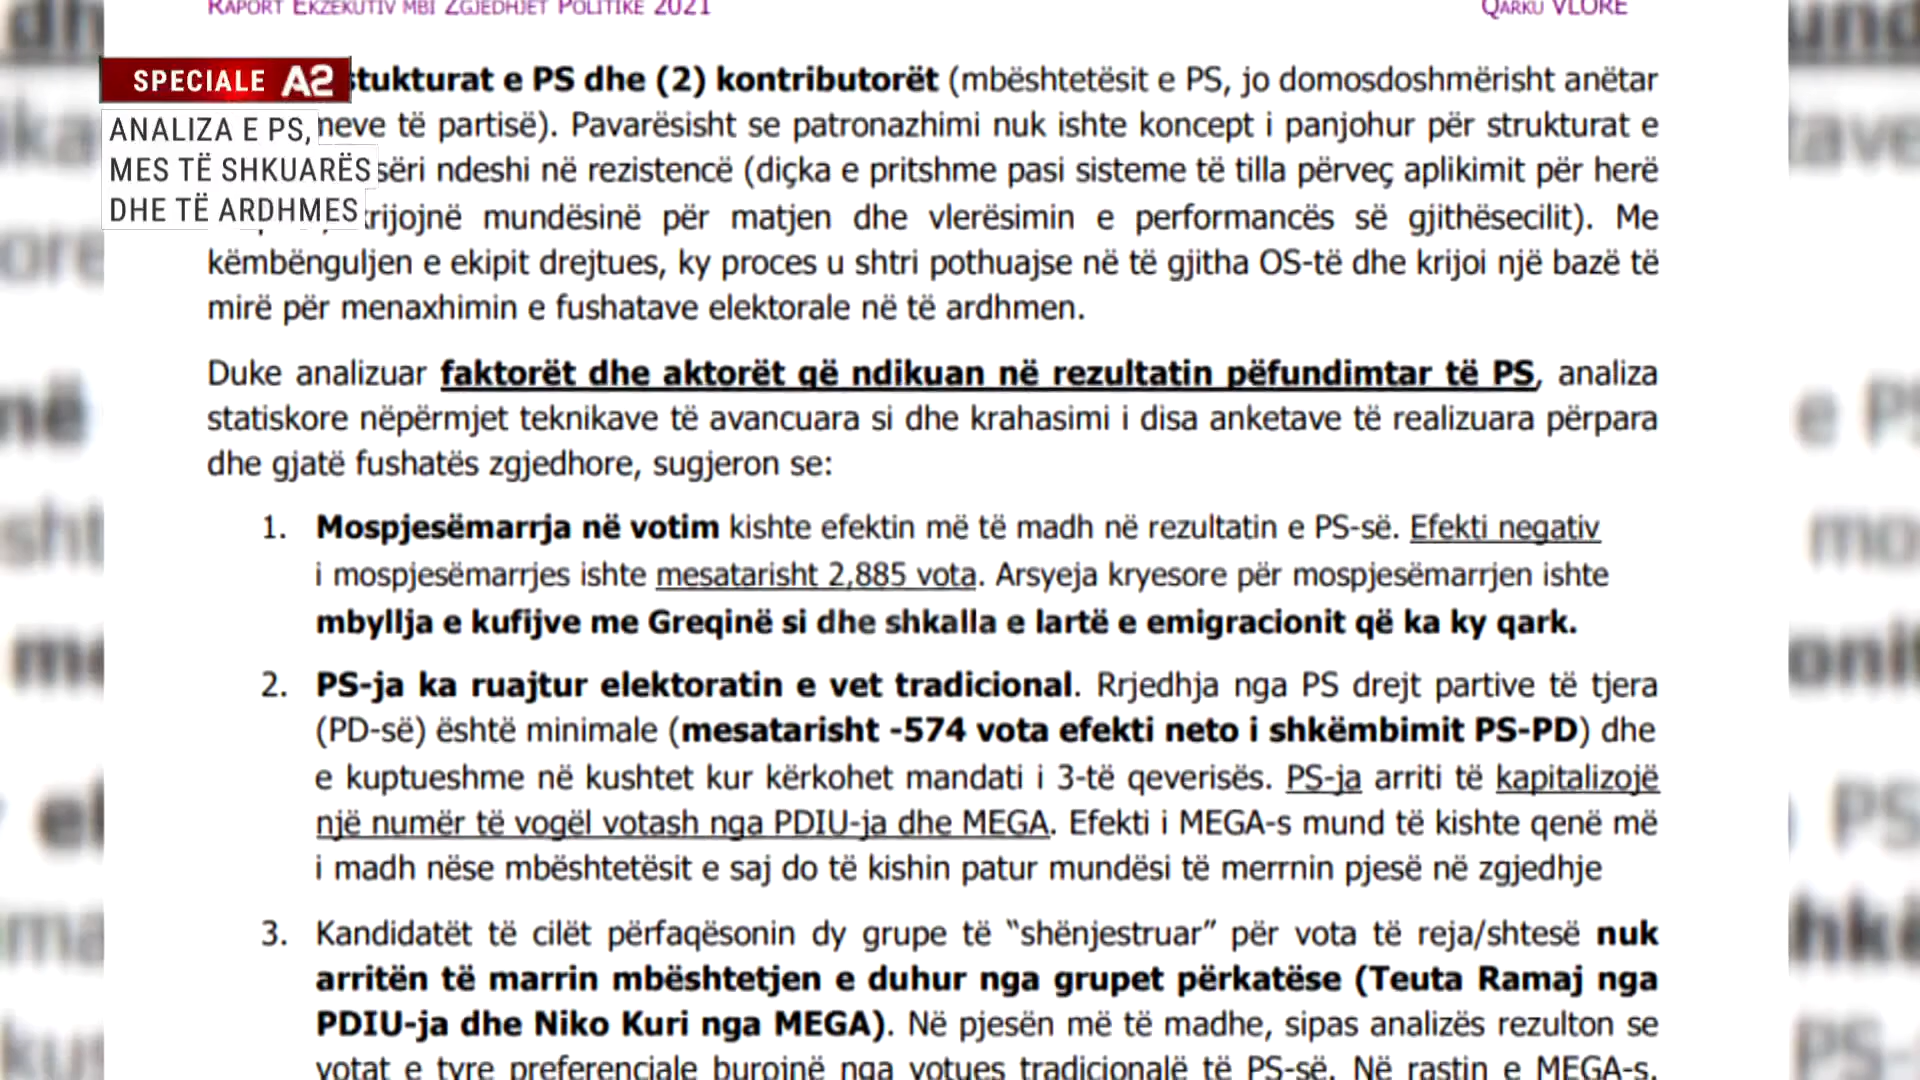 RAPORT EKZEKUTIV MBI ZGJEDHJET POLITIKE 2021
QARKU VLORË
SPECIALE A2
ANALIZA E PS,
MES TË SHKUARËS
DHE TË ARDHMES
stukturat e PS dhe (2) kontributorët (mbështetësit e PS, jo domosdoshmërisht anëtar
neve të partisë). Pavarësisht se patronazhimi nuk ishte koncept i panjohur për strukturat e
sëri ndeshi në rezistencë (diçka e pritshme pasi sisteme të tilla përveç aplikimit për herë
krijojnë mundësinë për matjen dhe vlerësimin e performancës së gjithësecilit). Me
këmbënguljen e ekipit drejtues, ky proces u shtri pothuajse në të gjitha OS-të dhe krijoi një bazë të
mirë për menaxhimin e fushatave elektorale në të ardhmen.
Duke analizuar faktorët dhe aktorët që ndikuan në rezultatin pëfundimtar të PS, analiza
statiskore nëpërmjet teknikave të avancuara si dhe krahasimi i disa anketave të realizuara përpara
dhe gjatë fushatës zgjedhore, sugjeron se:
1. Mospjesëmarrja në votim kishte efektin më të madh në rezultatin e PS-së. Efekti negativ
i mospjesëmarrjes ishte mesatarisht 2,885 vota. Arsyeja kryesore për mospjesëmarrjen ishte
mbyllja e kufijve me Greqinë si dhe shkalla e lartë e emigracionit që ka ky qark.
2. PS-ja ka ruajtur elektoratin e vet tradicional. Rrjedhja nga PS drejt partive të tjera
(PD-së) është minimale (mesatarisht -574 vota efekti neto i shkëmbimit PS-PD) dhe
e kuptueshme në kushtet kur kërkohet mandati i 3-të qeverisës. PS-ja arriti të kapitalizojë
një numër të vogël votash nga PDIU-ja dhe MEGA. Efekti i MEGA-s mund të kishte qenë më
i madh nëse mbështetësit e saj do të kishin patur mundësi të merrnin pjesë në zgjedhje
3. Kandidatët të cilët përfaqësonin dy grupe të “shënjestruar” për vota të reja/shtesë nuk
arritën të marrin mbështetjen e duhur nga grupet përkatëse (Teuta Ramaj nga
PDIU-ja dhe Niko Kuri nga MEGA). Në pjesën më të madhe, sipas analizës rezulton se
votat e tyre preferenciale burojnë nga votues tradicionalë të PS-së. Në rastin e MEGA-s,